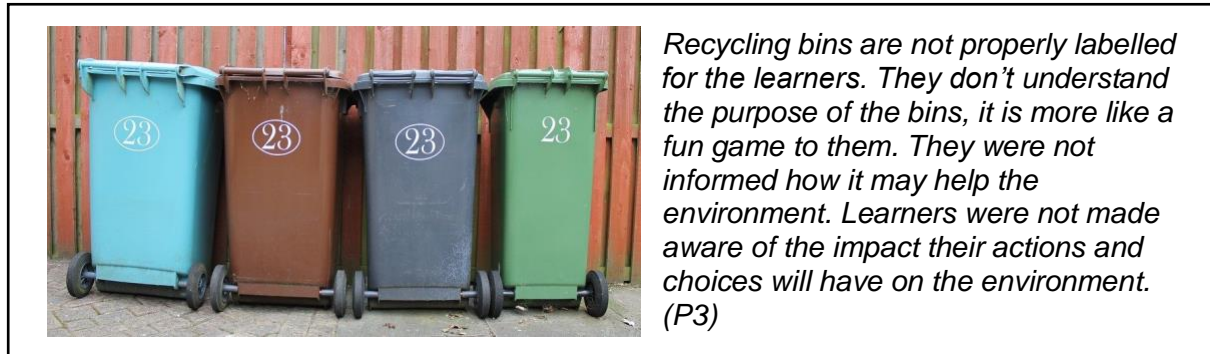 23
23
23
23
Recycling bins are not properly labelled
for the learners. They don’t understand
the purpose of the bins, it is more like a
fun game to them. They were not
informed how it may help the
environment. Learners were not made
aware of the impact their actions and
choices will have on the environment.
(P3)